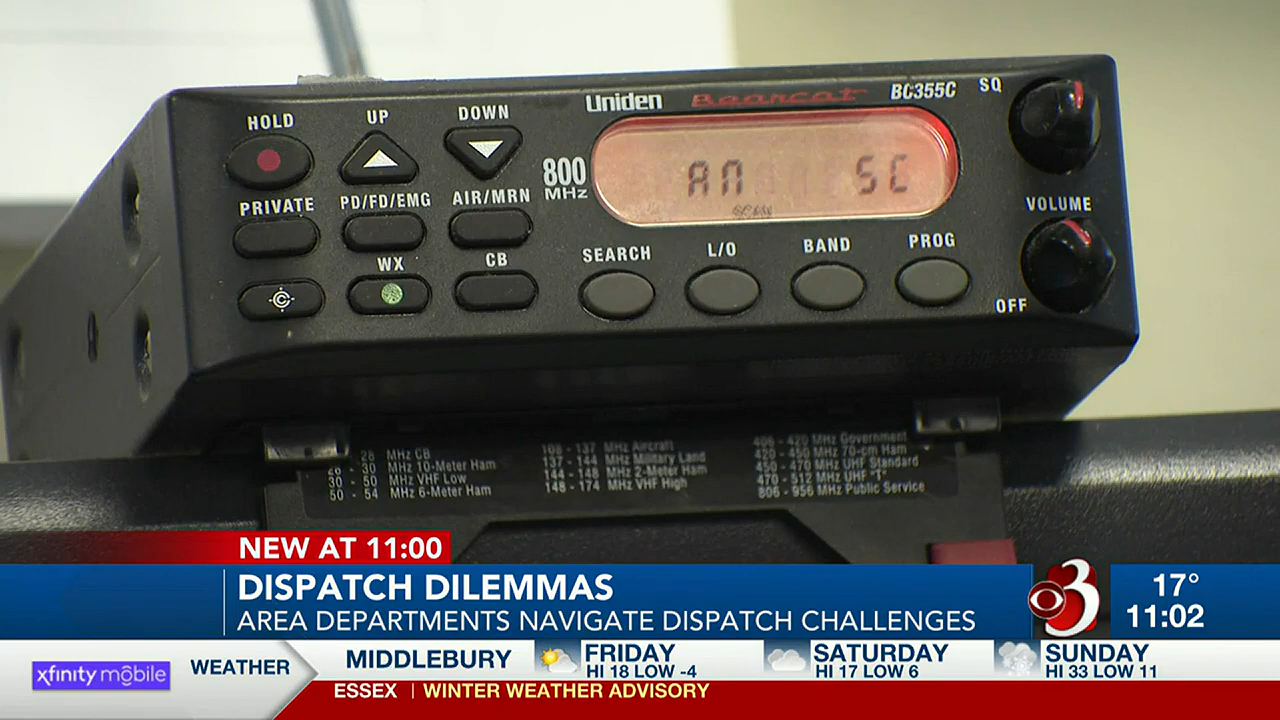 Uniden Bearcat BC355C SQ
HOLD UP DOWN
800
MHz
AN SC
SCAN
PRIVATE PD/FD/EMG AIR/MRN
VOLUME
WX CB
SEARCH L/O BAND PROG
OFF
28 MHz CB
28 - 30 MHz 10-Meter Ham
30 - 50 MHz VHF Low
50 - 54 MHz 6-Meter Ham
108 - 137 MHz Aircraft
137 - 144 MHz Military Land
144 - 148 MHz 2-Meter Ham
148 - 174 MHz VHF High
406 - 420 MHz Government
420 - 450 MHz 70-cm Ham
450 - 470 MHz UHF Standard
470 - 512 MHz UHF "T"
806 - 956 MHz Public Service
NEW AT 11:00
DISPATCH DILEMMAS
AREA DEPARTMENTS NAVIGATE DISPATCH CHALLENGES
3
17°
11:02
xfinity mobile
WEATHER
MIDDLEBURY
FRIDAY
HI 18 LOW -4
SATURDAY
HI 17 LOW 6
SUNDAY
HI 33 LOW 11
ESSEX | WINTER WEATHER ADVISORY